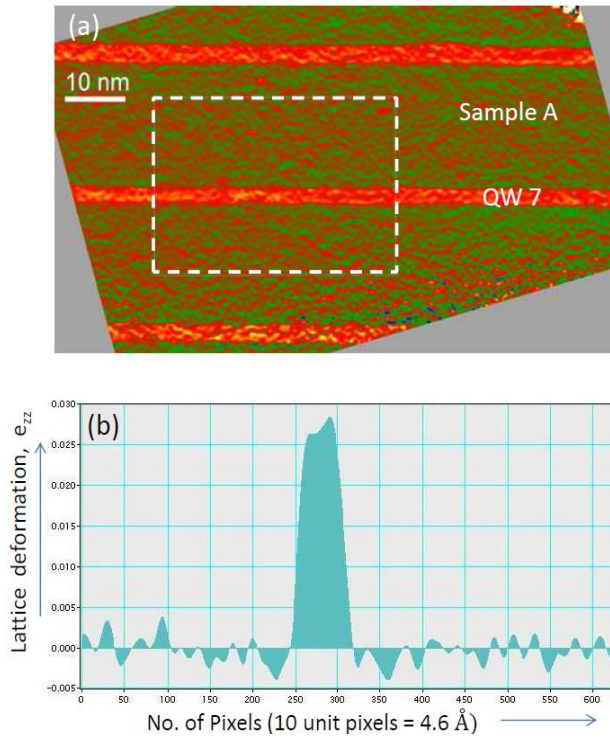 (a)
10 nm
Sample A
QW 7
(b)
Lattice deformation, e_zz
0.030
0.025
0.020
0.015
0.010
0.005
0.000
-0.005
0 50 100 150 200 250 300 350 400 450 500 550 600
No. of Pixels (10 unit pixels = 4.6 Å)